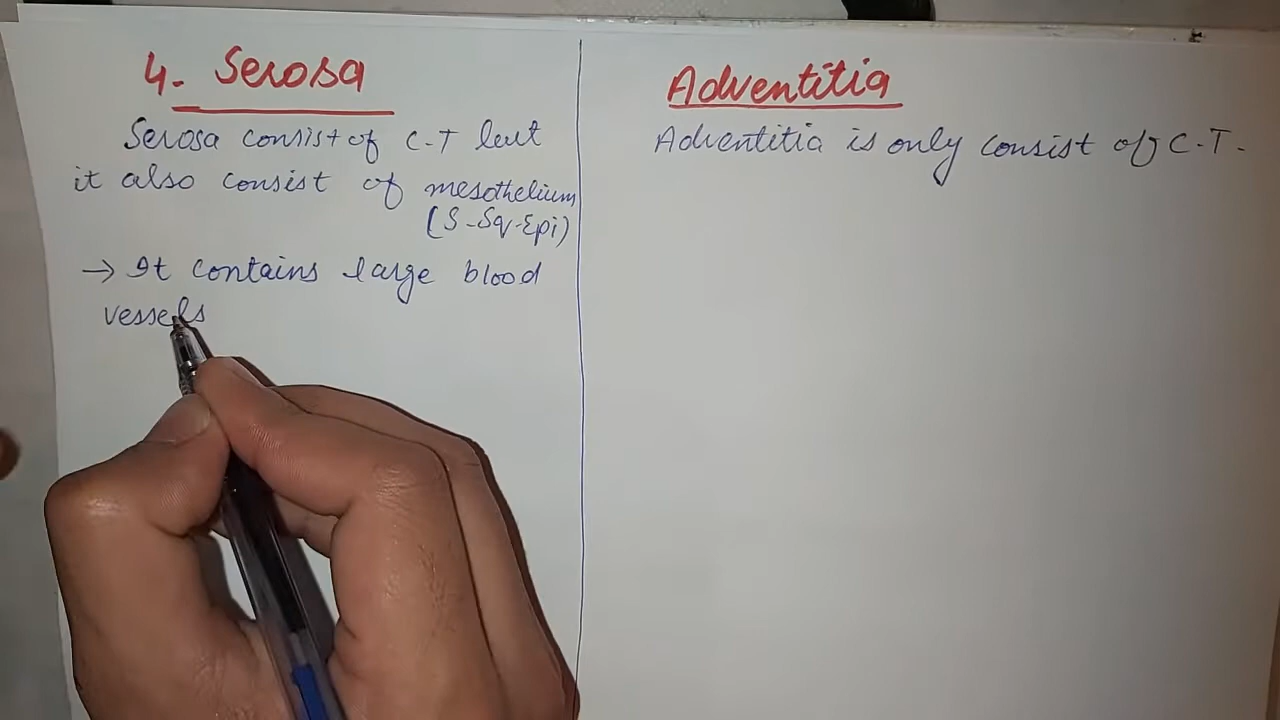 4. Serosa
Serosa consist of C-T but
it also consist of mesothelium
(S-Sq-Epi)
→ It contains large blood
vessels
Adventitia
Adventitia is only consist of C.T.